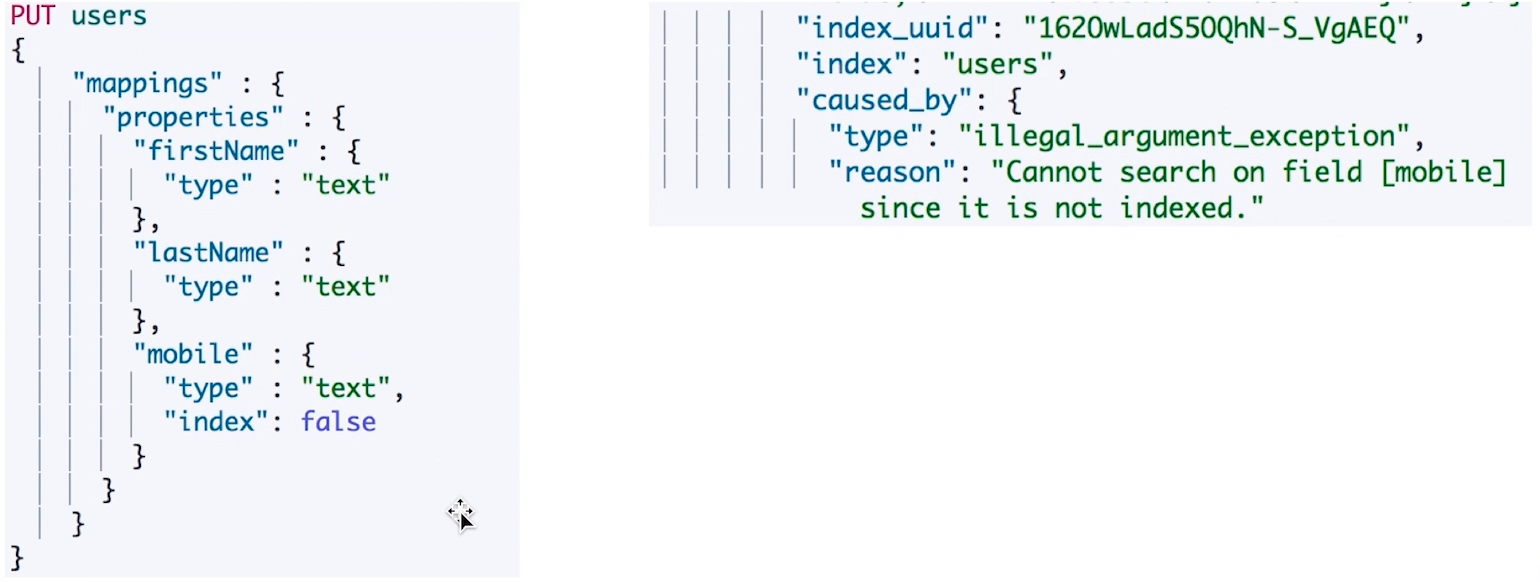 PUT users
{
"mappings" : {
"properties" : {
"firstName" : {
"type" : "text"
},
"lastName" : {
"type" : "text"
},
"mobile" : {
"type" : "text",
"index": false
}
}
}
}
"index_uuid": "162OwLadS5OQhN-S_VgAEQ",
"index": "users",
"caused_by": {
"type": "illegal_argument_exception",
"reason": "Cannot search on field [mobile]
since it is not indexed."